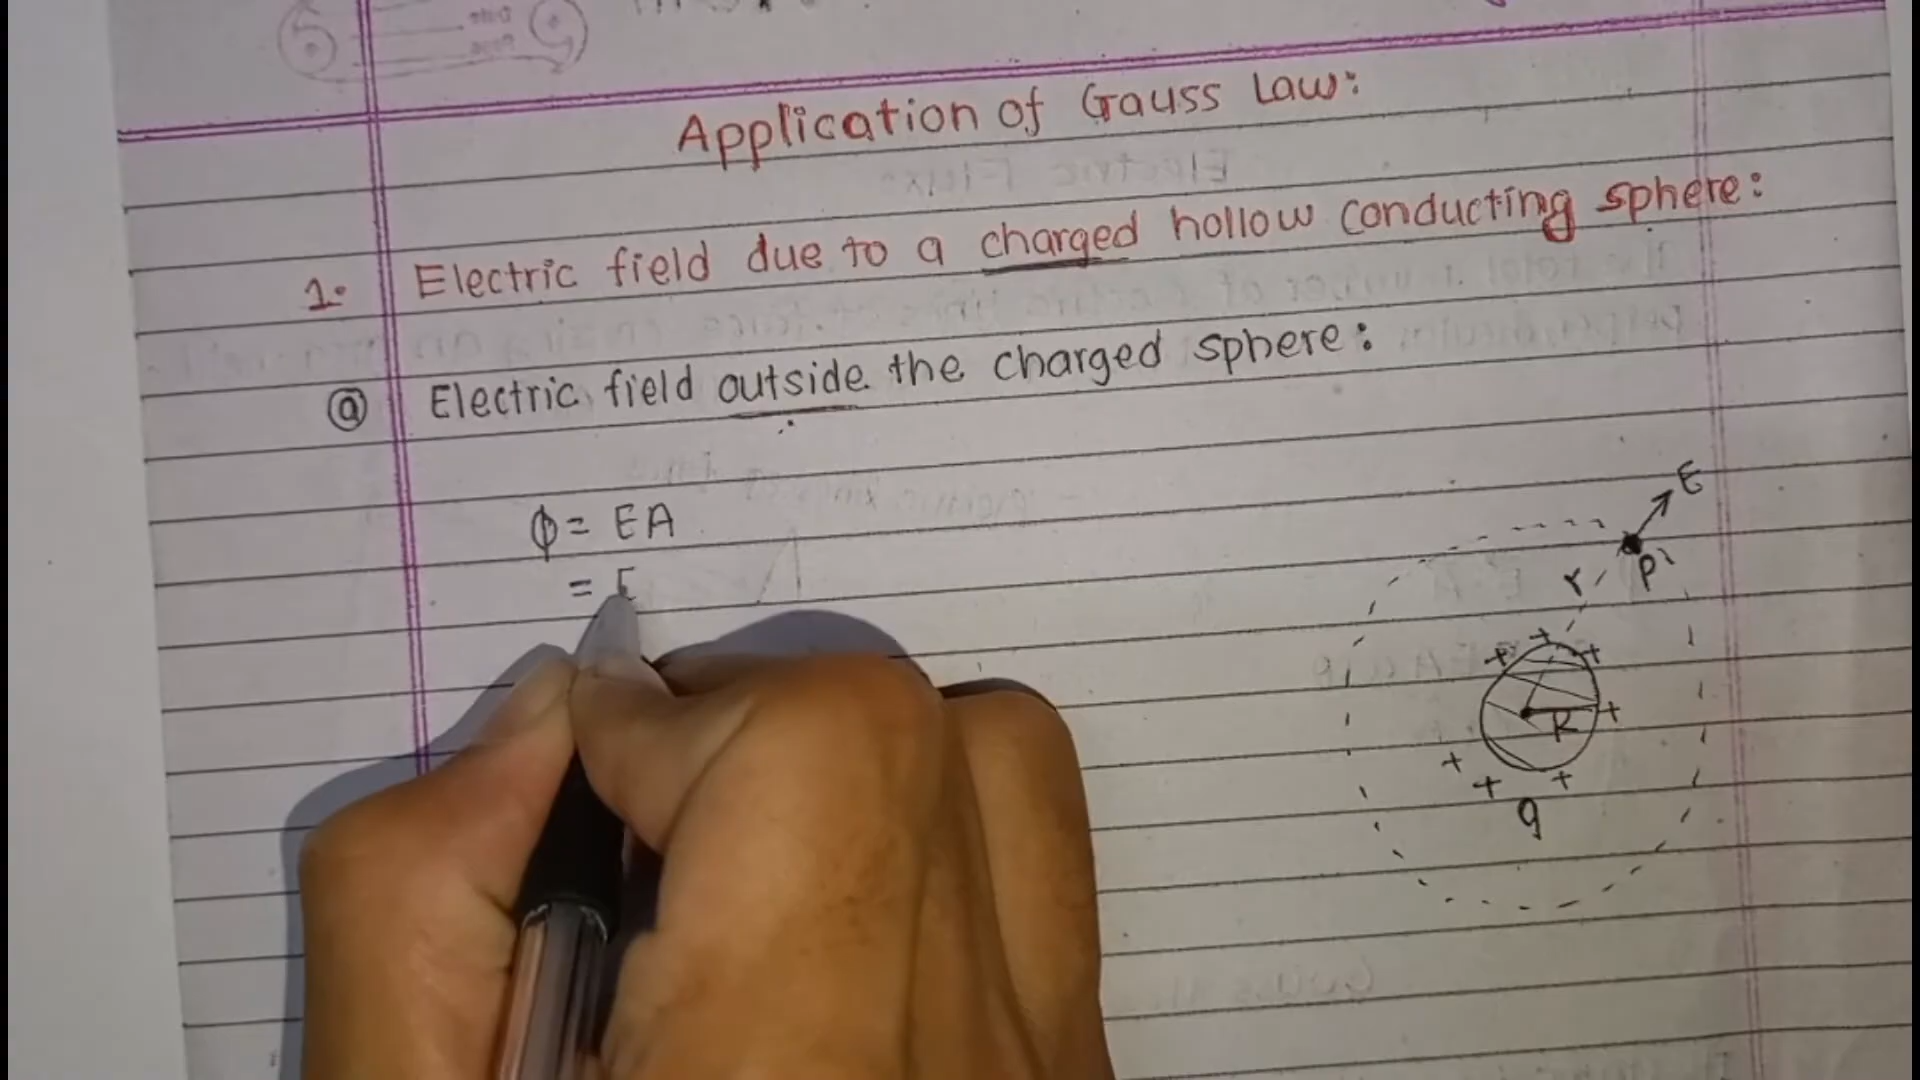 Application of Gauss Law:
1. Electric field due to a charged hollow conducting sphere:
ⓐ Electric field outside the charged sphere:
ϕ = EA
= E
E
P
r
R
+ + + + + + +
q